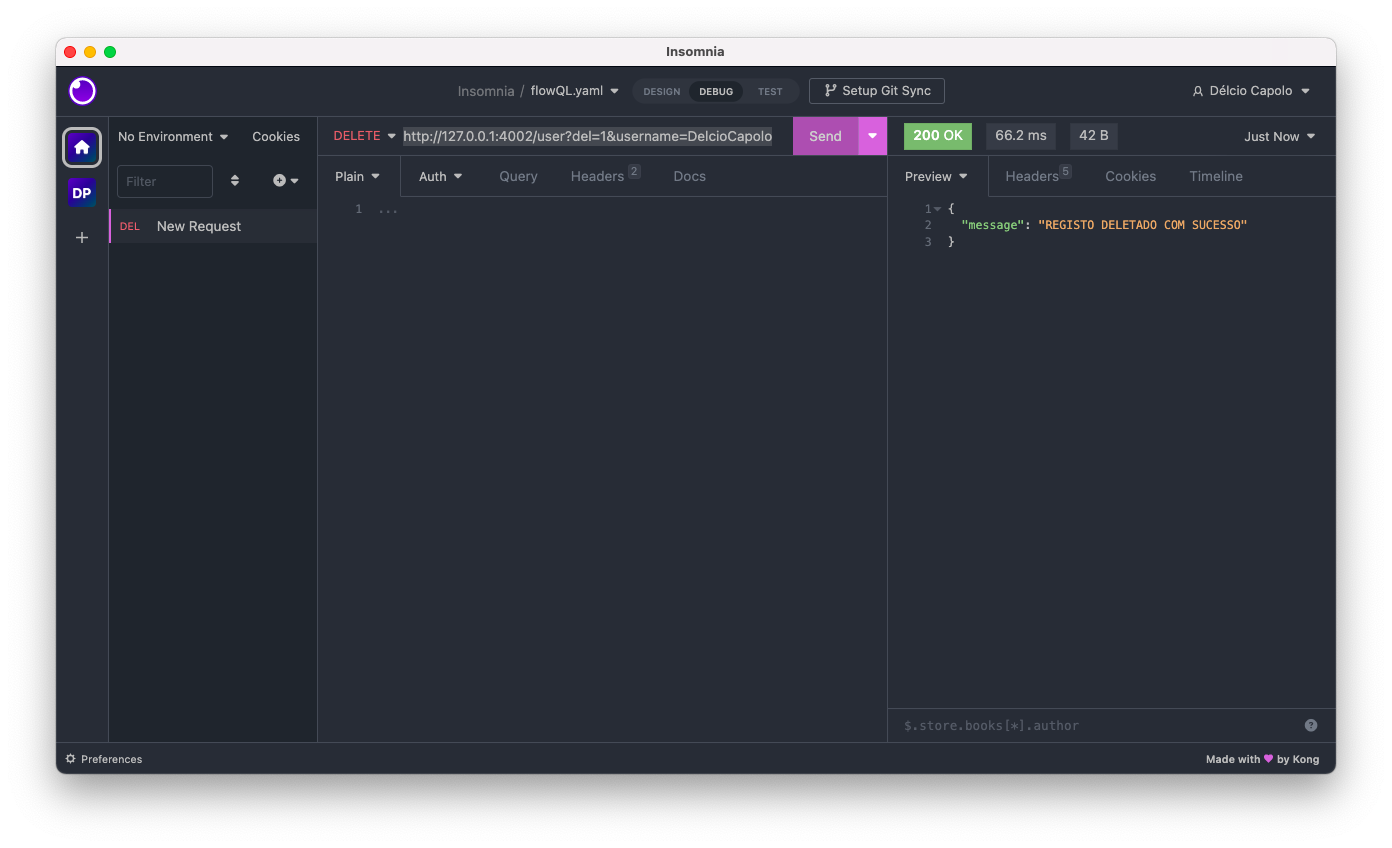 Insomnia
Insomnia / flowQL.yaml
DESIGN DEBUG TEST
Setup Git Sync
Délcio Capolo
DP
No Environment Cookies
Filter
DEL New Request
DELETE http://127.0.0.1:4002/user?del=1&username=DelcioCapolo Send
Plain Auth Query Headers 2 Docs
1 ...
200 OK 66.2 ms 42 B Just Now
Preview Headers 5 Cookies Timeline
1 {
2 "message": "REGISTO DELETADO COM SUCESSO"
3 }
$.store.books[*].author
Preferences
Made with by Kong